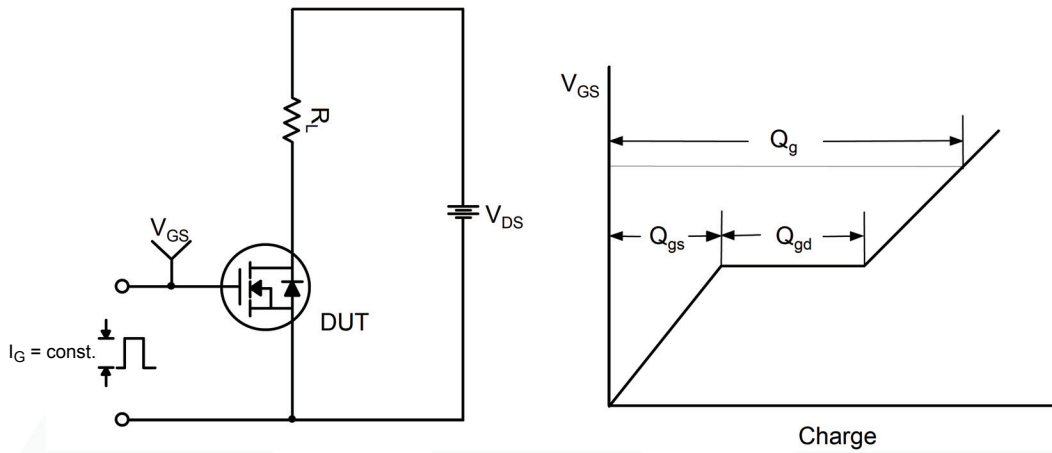 R_L
V_GS
V_DS
DUT
I_G = const.
V_GS
Q_g
Q_gs
Q_gd
Charge